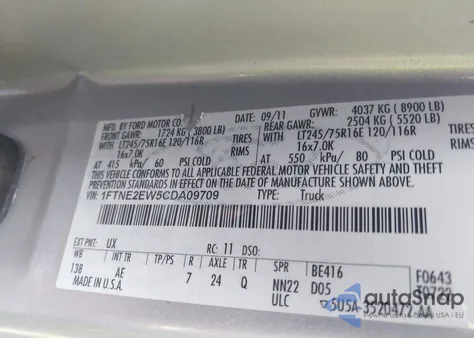 MFD. BY FORD MOTOR CO. 09/11 GVWR: 4037 KG (8900 LB)
FRONT GAWR: 1724 KG (3800 LB) REAR GAWR: 2504 KG (5520 LB)
WITH LT245/75R16E 120/116R TIRES WITH LT245/75R16E 120/116R TIRES
16x7.0K RIMS 16x7.0K RIMS
AT 415 kPa/ 60 PSI COLD AT 550 kPa/ 80 PSI COLD
THIS VEHICLE CONFORMS TO ALL APPLICABLE FEDERAL MOTOR VEHICLE
SAFETY STANDARDS IN EFFECT ON THE DATE OF MANUFACTURE SHOWN ABOVE.
VIN: 1FTNE2EW5CDA09709 TYPE: Truck
EXT PNT: UX RC: 11 DSO:
WB INT TR TP/PS R AXLE TR SPR BE416 F0643
138 AE 7 24 Q NN22 D05
MADE IN U.S.A. ULC 5U5A-3520472-AA
autosnap